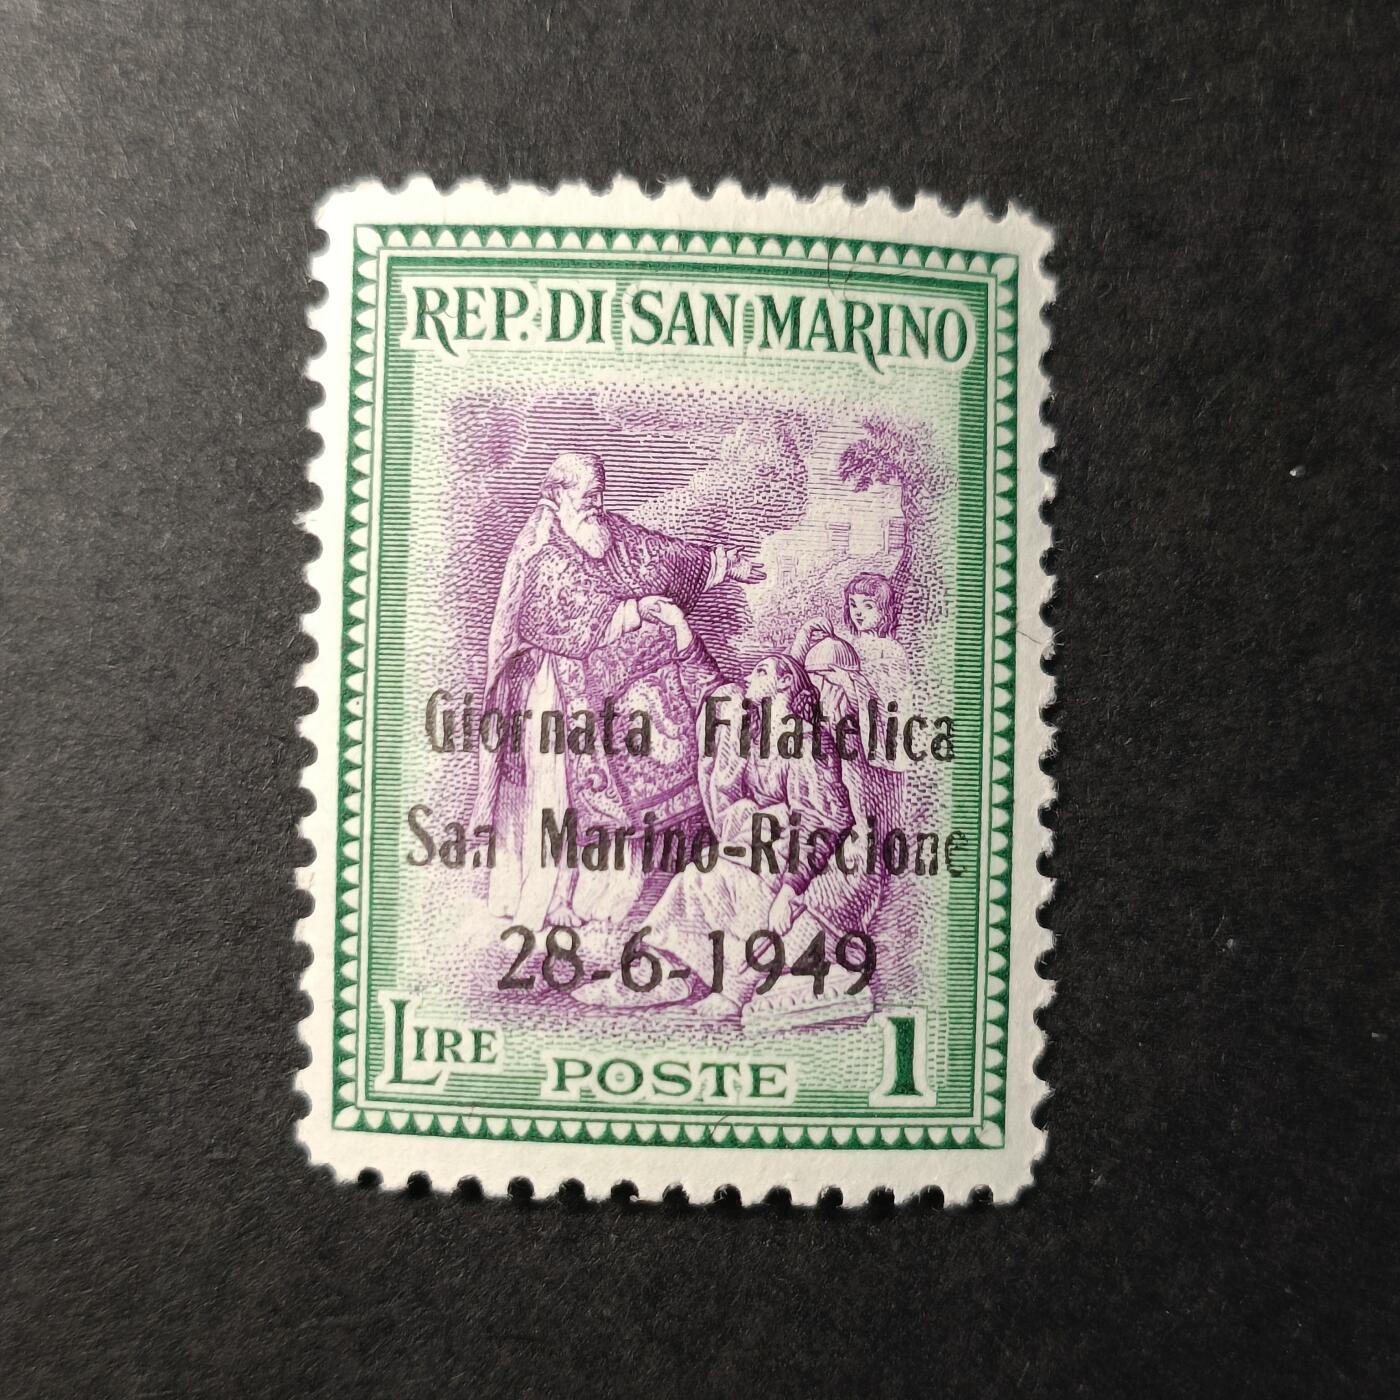 REP. DI SAN MARINO
Giornata Filatelica
San Marino-Riccione
28-6-1949
LIRE POSTE 1